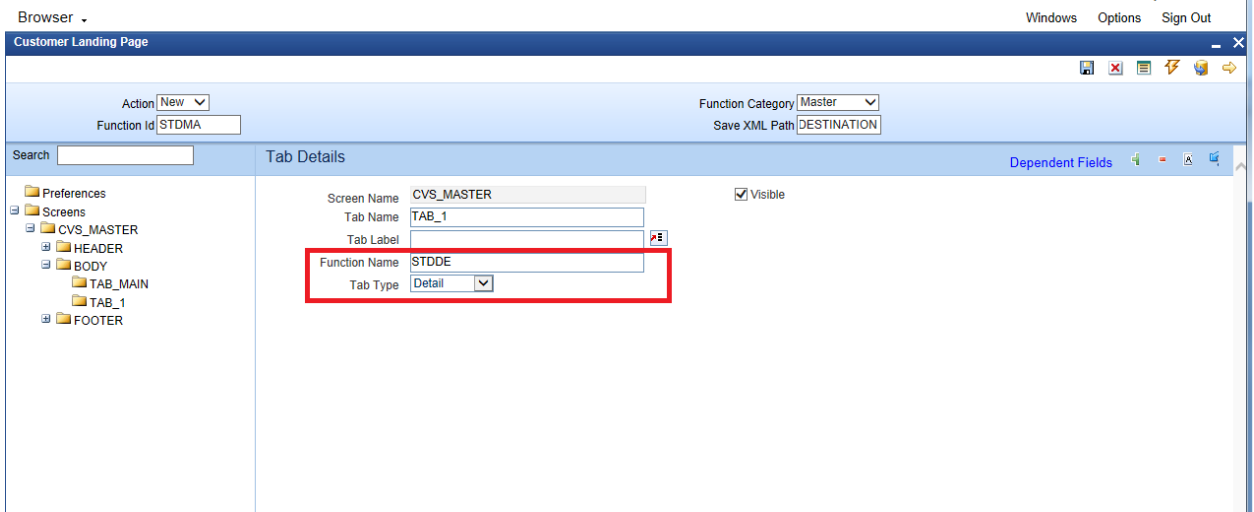 Browser
Windows Options Sign Out
Customer Landing Page
Action New
Function Category Master
Function Id STDMA
Save XML Path DESTINATION
Search
Tab Details
Dependent Fields
A
Preferences
Screens
CVS_MASTER
HEADER
BODY
TAB_MAIN
TAB_1
FOOTER
Screen Name CVS_MASTER
Visible
Tab Name TAB_1
Tab Label
Function Name STDDE
Tab Type Detail